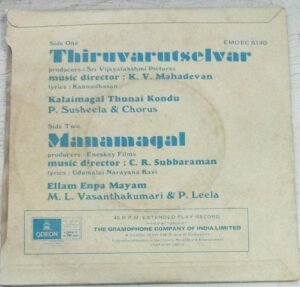 Side One
EMOEC 6140
Thiruvarutselvar
producers : Sri Vijayalakshmi Pictures
music director : K. V. Mahadevan
lyrics : Kannadhasan
Kalaimagal Thunai Kondu
P. Susheela & Chorus
Side Two
Manamagal
producers : Eneskay Films
music director : C. R. Subbaraman
lyrics : Udumalai Narayana Kavi
Ellam Enpa Mayam
M. L. Vasanthakumari & P. Leela
45 R.P.M. EXTENDED PLAY RECORD
THE GRAMOPHONE COMPANY OF INDIA LIMITED
ODEON